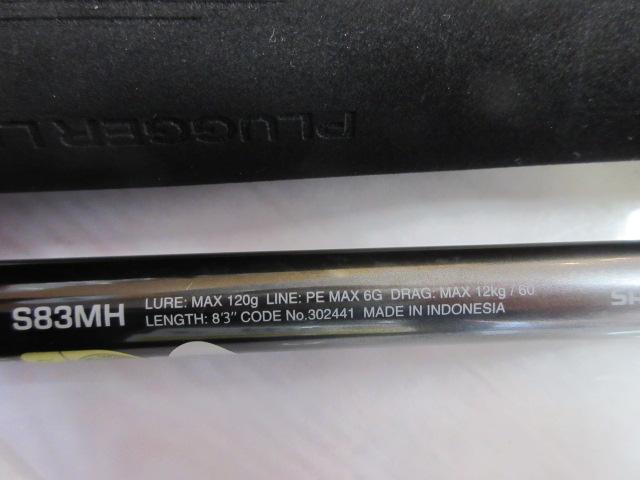 PLUGGER L
S83MH
LURE: MAX 120g LINE: PE MAX 6G DRAG: MAX 12kg / 60
LENGTH: 8'3" CODE No.302441 MADE IN INDONESIA